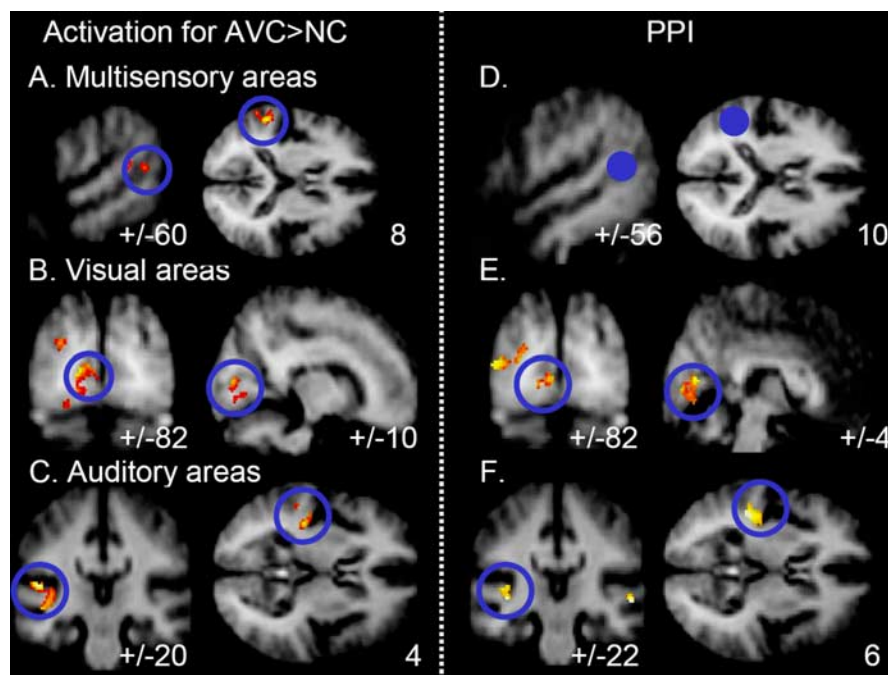 Activation for AVC>NC
A. Multisensory areas
+/-60
8
B. Visual areas
+/-82
+/-10
C. Auditory areas
+/-20
4
PPI
D.
+/-56
10
E.
+/-82
+/-4
F.
+/-22
6